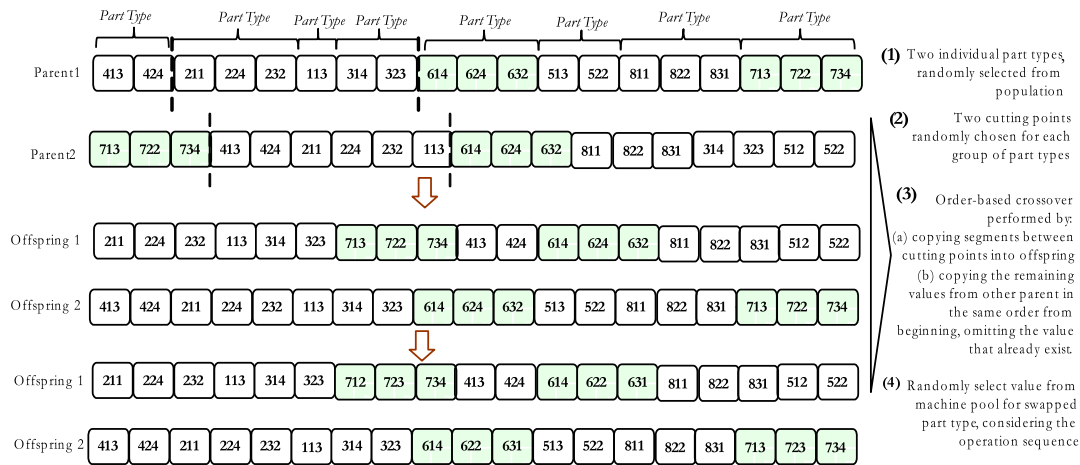 Part Type Part Type Part Type Part Type Part Type Part Type Part Type Part Type
Parent1 413 424 211 224 232 113 314 323 614 624 632 513 522 811 822 831 713 722 734
Parent2 713 722 734 413 424 211 224 232 113 614 624 632 811 822 831 314 323 512 522
Offspring 1 211 224 232 113 314 323 713 722 734 413 424 614 624 632 811 822 831 512 522
Offspring 2 413 424 211 224 232 113 314 323 614 624 632 513 522 811 822 831 713 722 734
Offspring 1 211 224 232 113 314 323 712 723 734 413 424 614 622 631 811 822 831 512 522
Offspring 2 413 424 211 224 232 113 314 323 614 622 631 513 522 811 822 831 713 723 734
(1) Two individual part types,
randomly selected from
population
(2) Two cutting points
randomly chosen for each
group of part types
(3) Order-based crossover
performed by:
(a) copying segments between
cutting points into offspring
(b) copying the remaining
values from other parent in
the same order from
beginning, omitting the value
that already exist.
(4) Randomly select value from
machine pool for swapped
part type, considering the
operation sequence